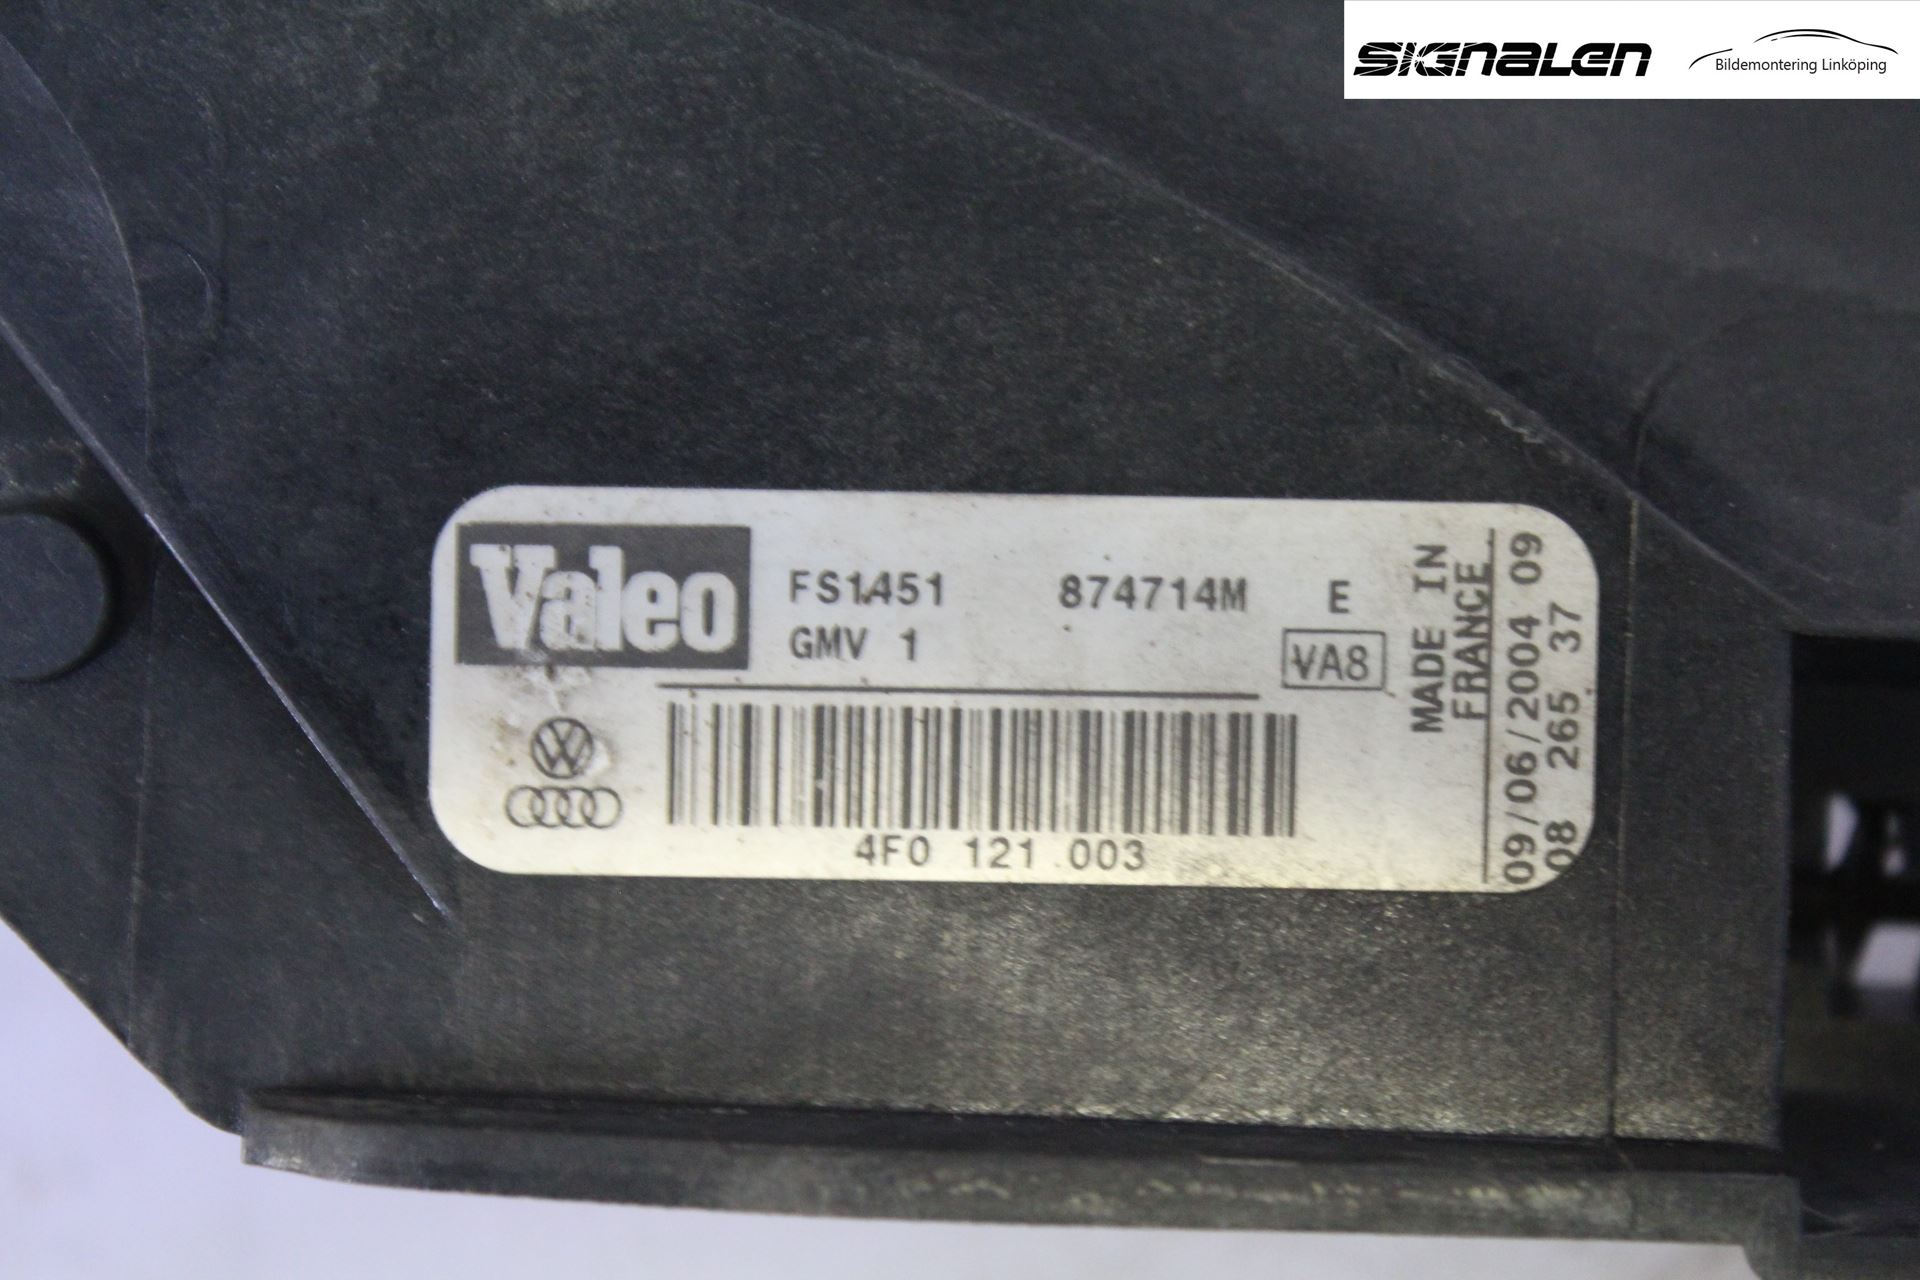 SIGNALEN
Bildemontering Linköping
Valeo
FS1451 874714M E
GMV 1
VA8
MADE IN
FRANCE
09/06/2004 09
08 265 37
4F0 121 003